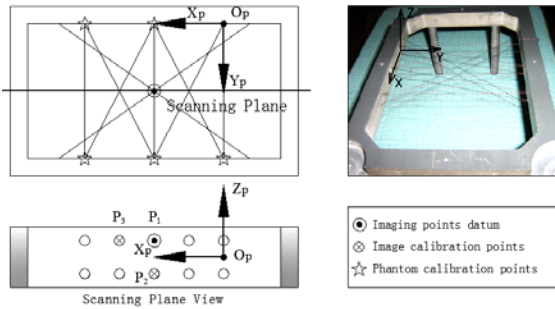 Xp Op
Yp
Scanning Plane
Z
Y
X
Zp
P3 P1
Xp Op
P2
Scanning Plane View
Imaging points datum
Image calibration points
Phantom calibration points